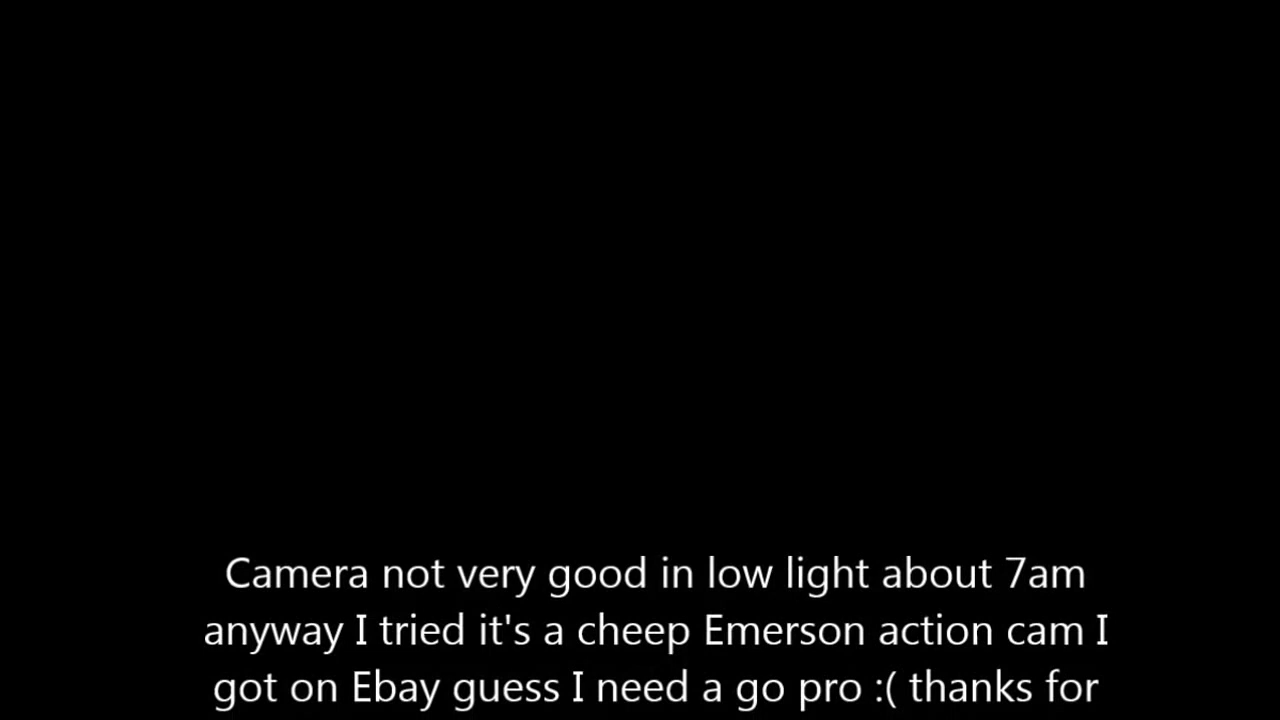 Camera not very good in low light about 7am
anyway I tried it's a cheep Emerson action cam I
got on Ebay guess I need a go pro :( thanks for